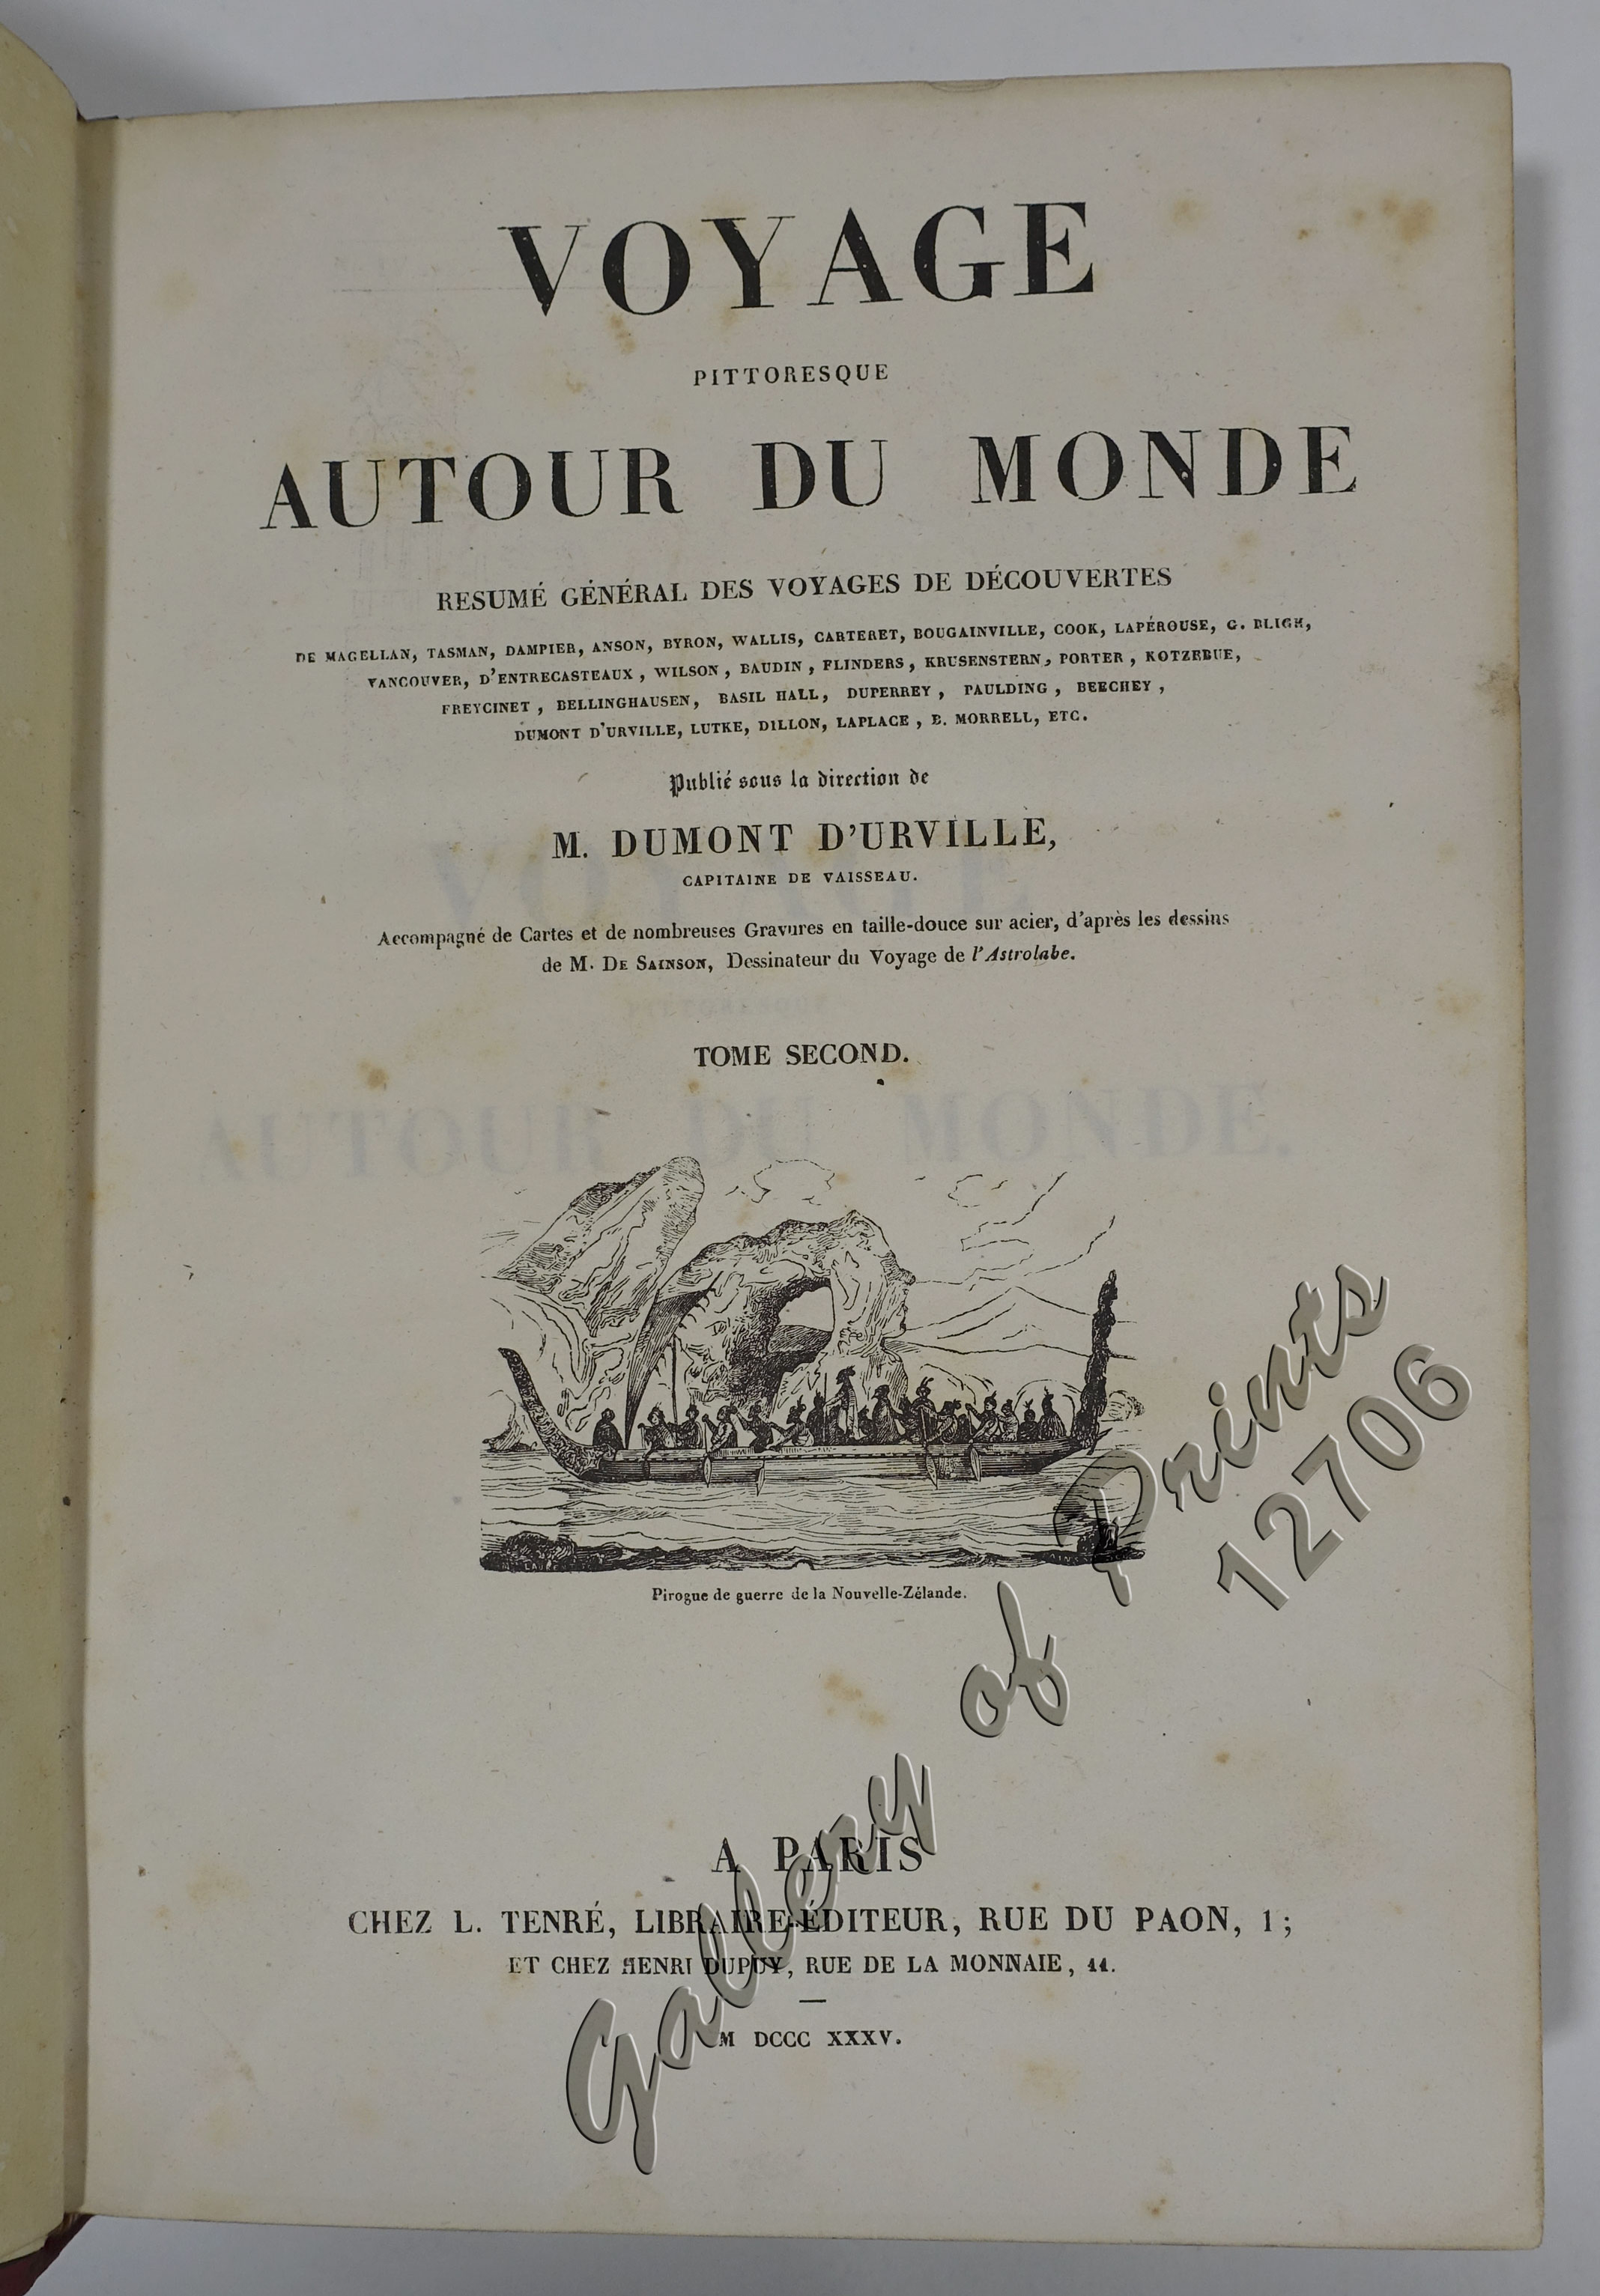 VOYAGE
PITTORESQUE
AUTOUR DU MONDE
RESUMÉ GÉNÉRAL DES VOYAGES DE DÉCOUVERTES
DE MAGELLAN, TASMAN, DAMPIER, ANSON, BYRON, WALLIS, CARTERET, BOUGAINVILLE, COOK, LAPÉROUSE, G. BLIGH,
VANCOUVER, D'ENTRECASTEAUX, WILSON, BAUDIN, FLINDERS, KRUSENSTERN, PORTER, KOTZEBUE,
FREYCINET, BELLINGHAUSEN, BASIL HALL, DUPERREY, PAULDING, BEECHEY,
DUMONT D'URVILLE, LUTKE, DILLON, LAPLACE, B. MORRELL, ETC.
Publié sous la direction de
M. DUMONT D'URVILLE,
CAPITAINE DE VAISSEAU.
Accompagné de Cartes et de nombreuses Gravures en taille-douce sur acier, d'après les dessins
de M. DE SAINSON, Dessinateur du Voyage de l'Astrolabe.
TOME SECOND.
Pirogue de guerre de la Nouvelle-Zélande.
A PARIS
CHEZ L. TENRÉ, LIBRAIRE-ÉDITEUR, RUE DU PAON, 1;
ET CHEZ HENRI DUPUY, RUE DE LA MONNAIE, 11.
M DCCC XXXV.
Gallery of Prints
12706